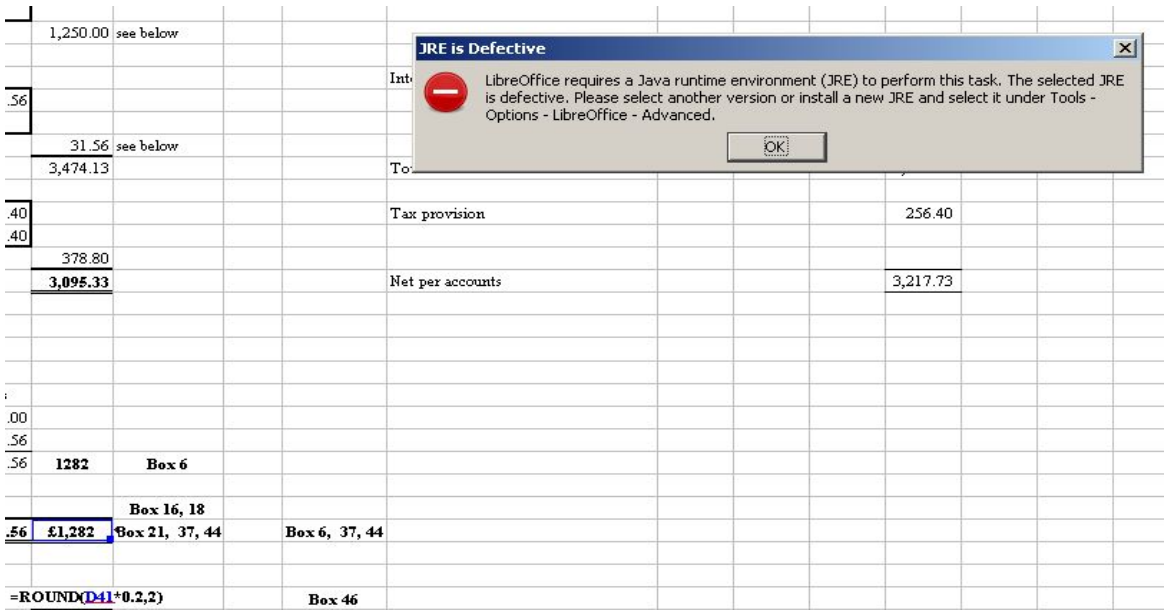 1,250.00 see below
JRE is Defective
LibreOffice requires a Java runtime environment (JRE) to perform this task. The selected JRE
is defective. Please select another version or install a new JRE and select it under Tools -
Options - LibreOffice - Advanced.
OK
.56
31.56 see below
3,474.13
.40 Tax provision 256.40
.40
378.80
3,095.33 Net per accounts 3,217.73
.00
.56
.56 1282 Box 6
Box 16, 18
.56 £1,282 Box 21, 37, 44 Box 6, 37, 44
=ROUND(D41*0.2,2) Box 46